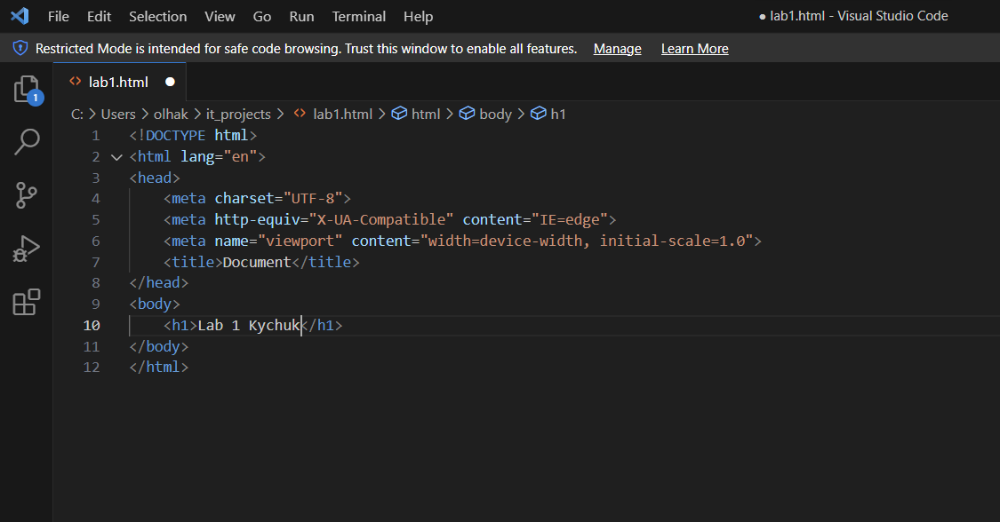 File Edit Selection View Go Run Terminal Help ● lab1.html - Visual Studio Code
Restricted Mode is intended for safe code browsing. Trust this window to enable all features. Manage Learn More
lab1.html ●
1
C: > Users > olhak > it_projects > lab1.html > html > body > h1
1 <!DOCTYPE html>
2 <html lang="en">
3 <head>
4     <meta charset="UTF-8">
5     <meta http-equiv="X-UA-Compatible" content="IE=edge">
6     <meta name="viewport" content="width=device-width, initial-scale=1.0">
7     <title>Document</title>
8 </head>
9 <body>
10     <h1>Lab 1 Kychuk</h1>
11 </body>
12 </html>